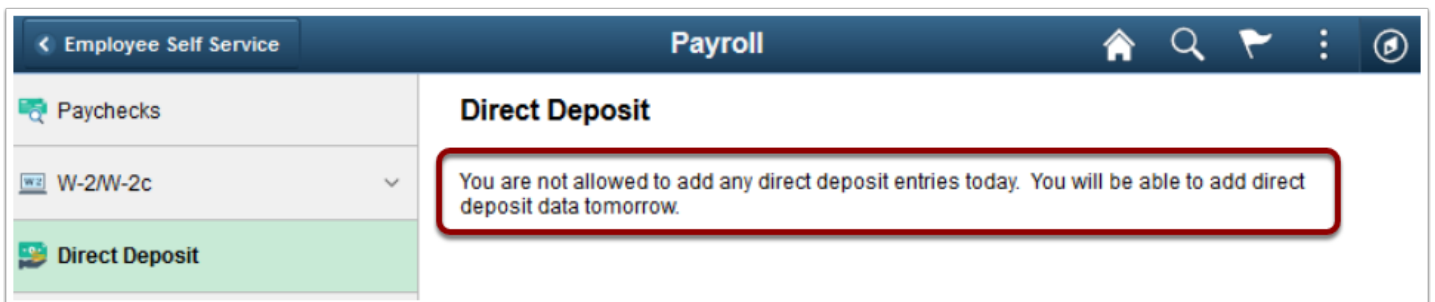 Employee Self Service
Payroll
Paychecks
W-2/W-2c
Direct Deposit
Direct Deposit
You are not allowed to add any direct deposit entries today. You will be able to add direct
deposit data tomorrow.